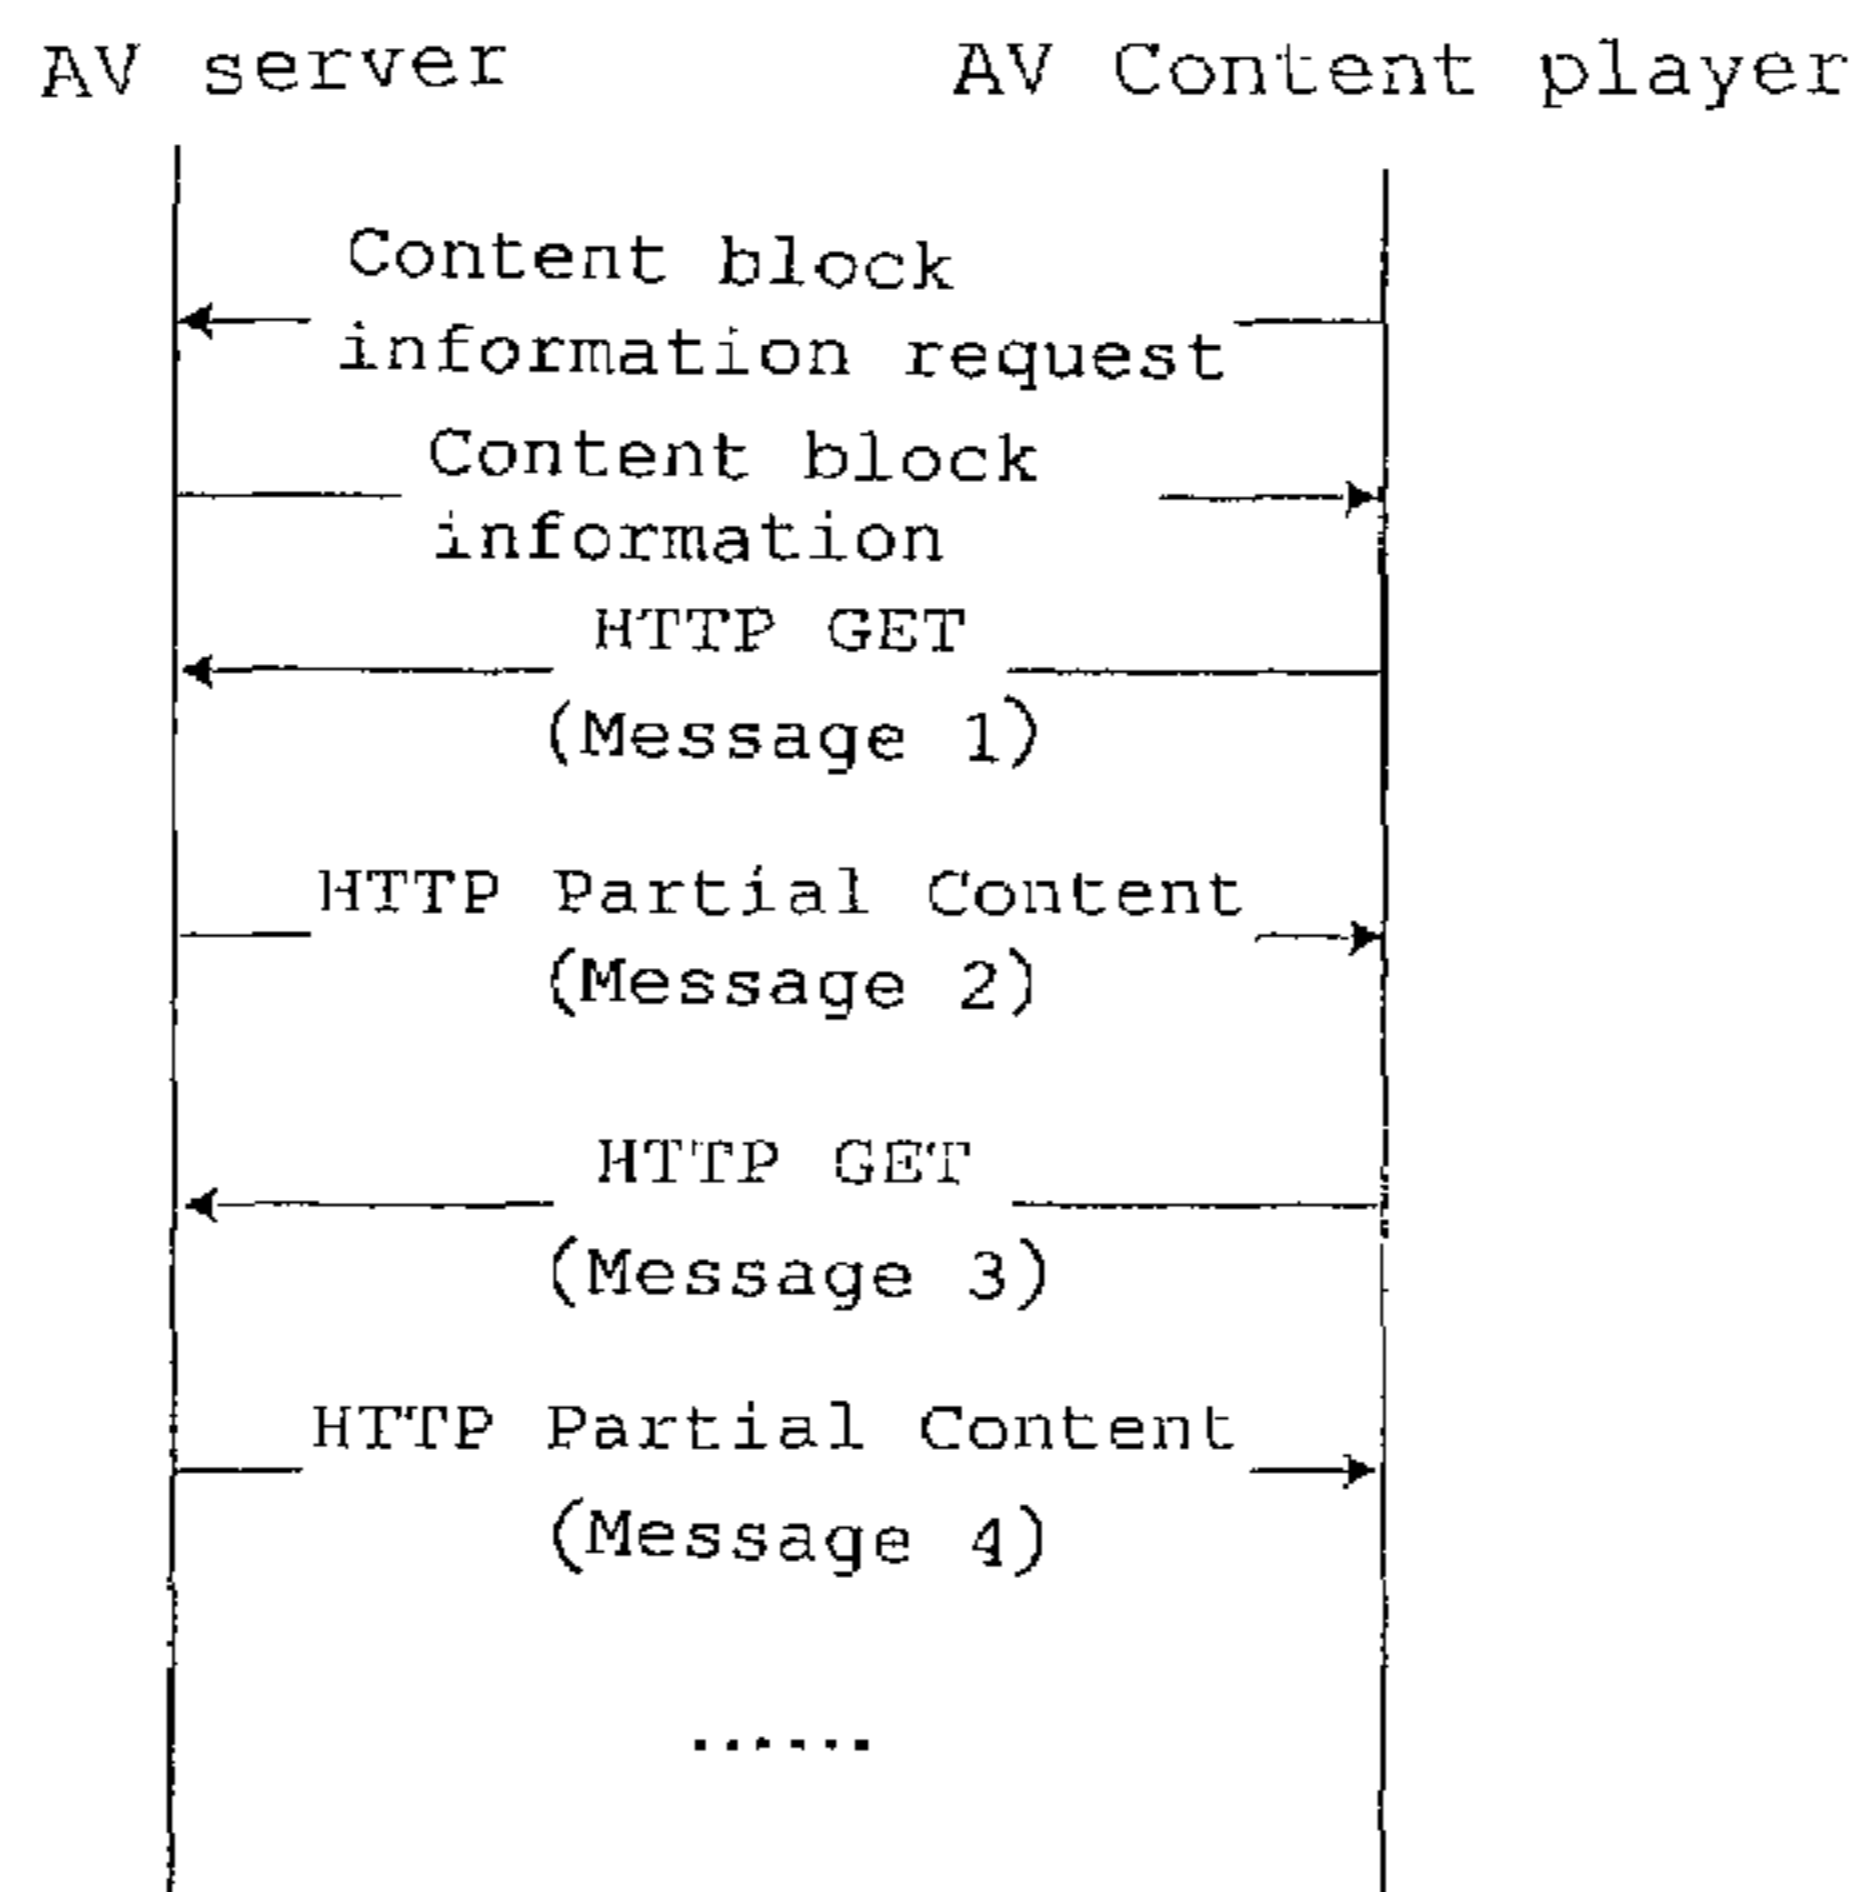 AV server
AV Content player
Content block
information request
Content block
information
HTTP GET
(Message 1)
HTTP Partial Content
(Message 2)
HTTP GET
(Message 3)
HTTP Partial Content
(Message 4)
......